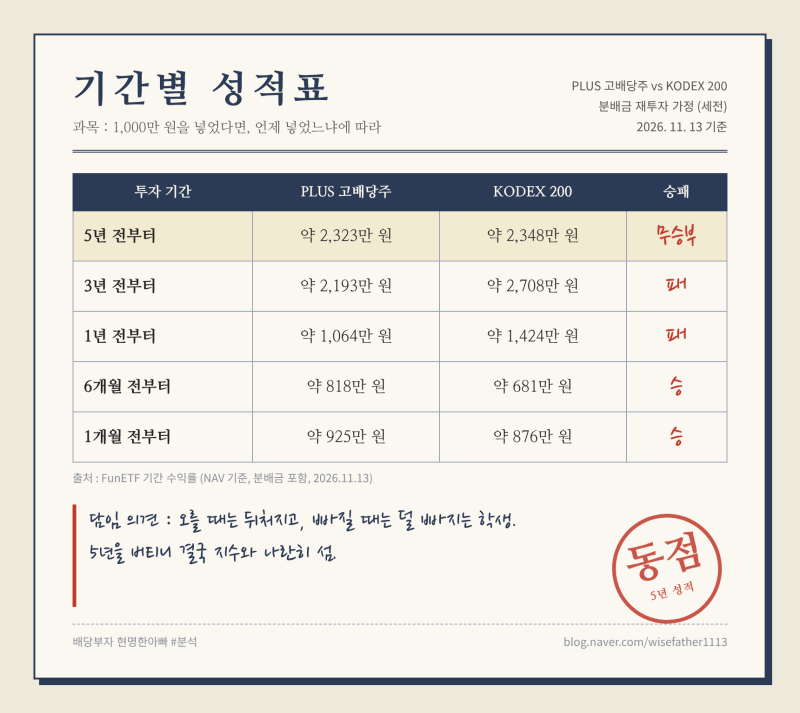 기간별 성적표
과목 : 1,000만 원을 넣었다면, 언제 넣었느냐에 따라
PLUS 고배당주 vs KODEX 200
분배금 재투자 가정 (세전)
2026. 11. 13 기준
투자 기간 PLUS 고배당주 KODEX 200 승패
5년 전부터 약 2,323만 원 약 2,348만 원 무승부
3년 전부터 약 2,193만 원 약 2,708만 원 패
1년 전부터 약 1,064만 원 약 1,424만 원 패
6개월 전부터 약 818만 원 약 681만 원 승
1개월 전부터 약 925만 원 약 876만 원 승
출처 : FunETF 기간 수익률 (NAV 기준, 분배금 포함, 2026.11.13)
담임 의견 : 오를 때는 뒤처지고, 빠질 때는 덜 빠지는 학생.
5년을 버티니 결국 지수와 나란히 섬.
동점
5년 성적
배당부자 현명한아빠 #분석
blog.naver.com/wisefather1113